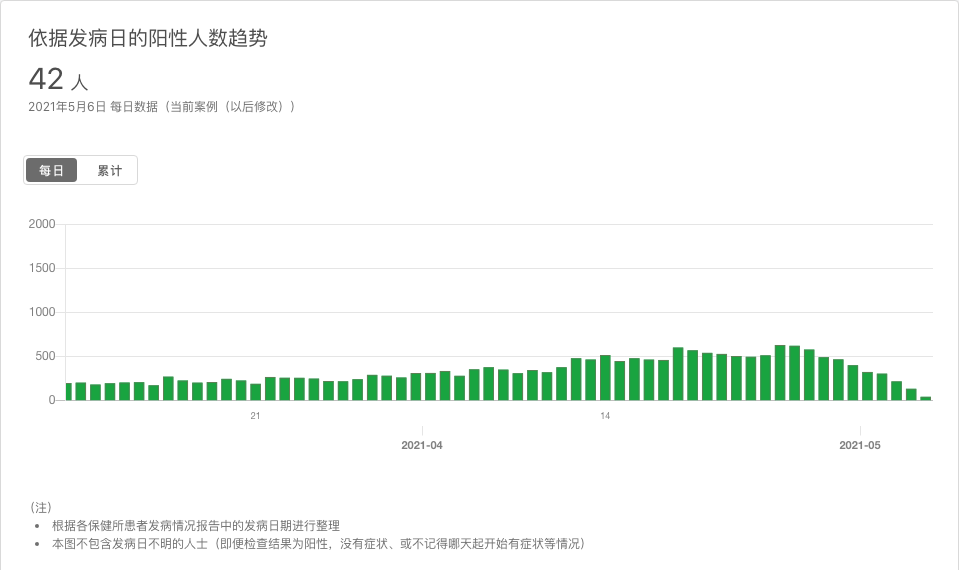 依据发病日的阳性人数趋势
42 人
2021年5月6日 每日数据（当前案例（以后修改））
每日 累计
2000
1500
1000
500
0
21 14
2021-04 2021-05
（注）
• 根据各保健所患者发病情况报告中的发病日期进行整理
• 本图不包含发病日不明的人士（即便检查结果为阳性，没有症状、或不记得哪天起开始有症状等情况）